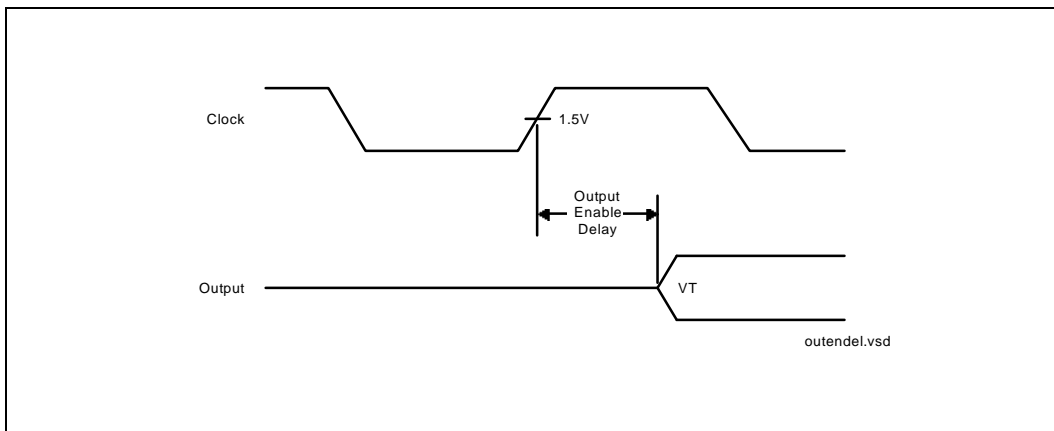 Clock
1.5V
Output
Enable
Delay
Output
VT
outendel.vsd